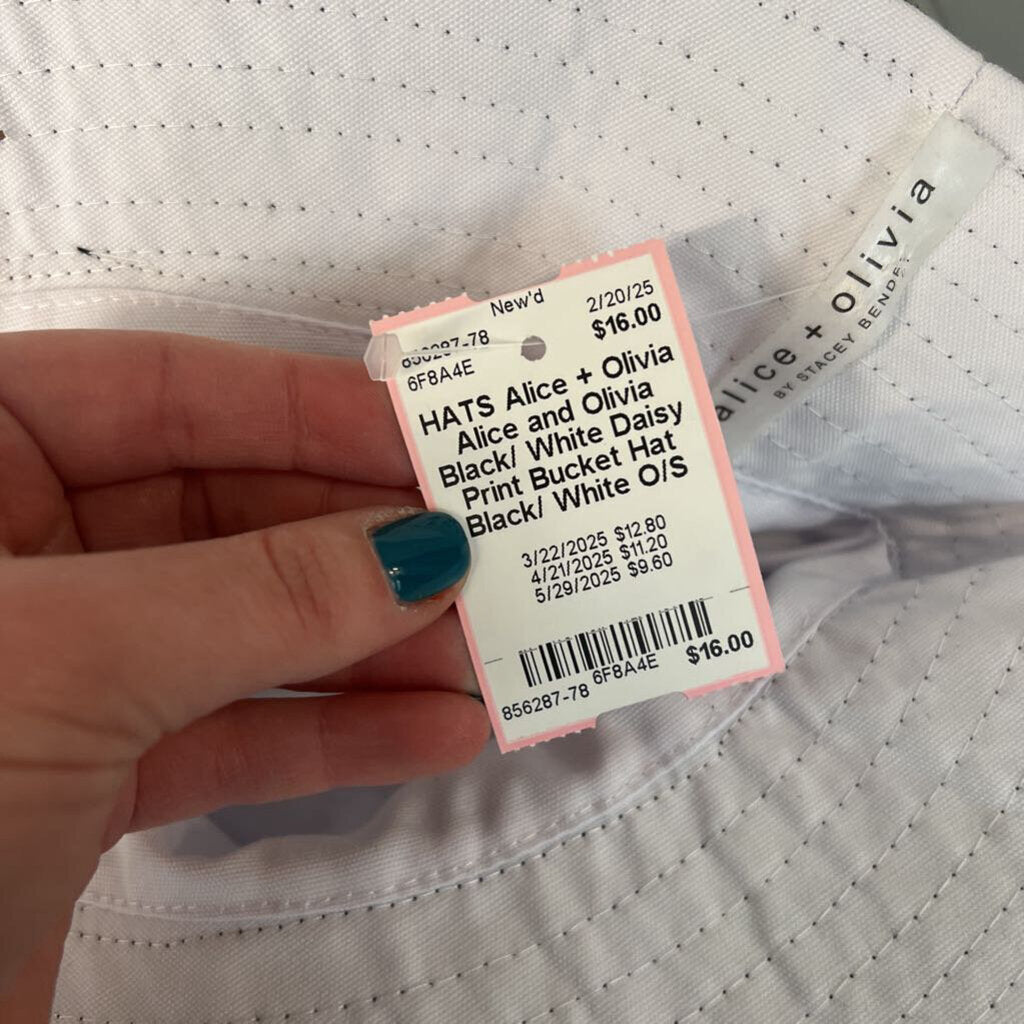 New'd
2/20/25
856287-78
$16.00
6F8A4E
HATS Alice + Olivia
Alice and Olivia
Black/ White Daisy
Print Bucket Hat
Black/ White O/S
3/22/2025 $12.80
4/21/2025 $11.20
5/29/2025 $9.60
856287-78 6F8A4E $16.00
alice + olivia
BY STACEY BENDET